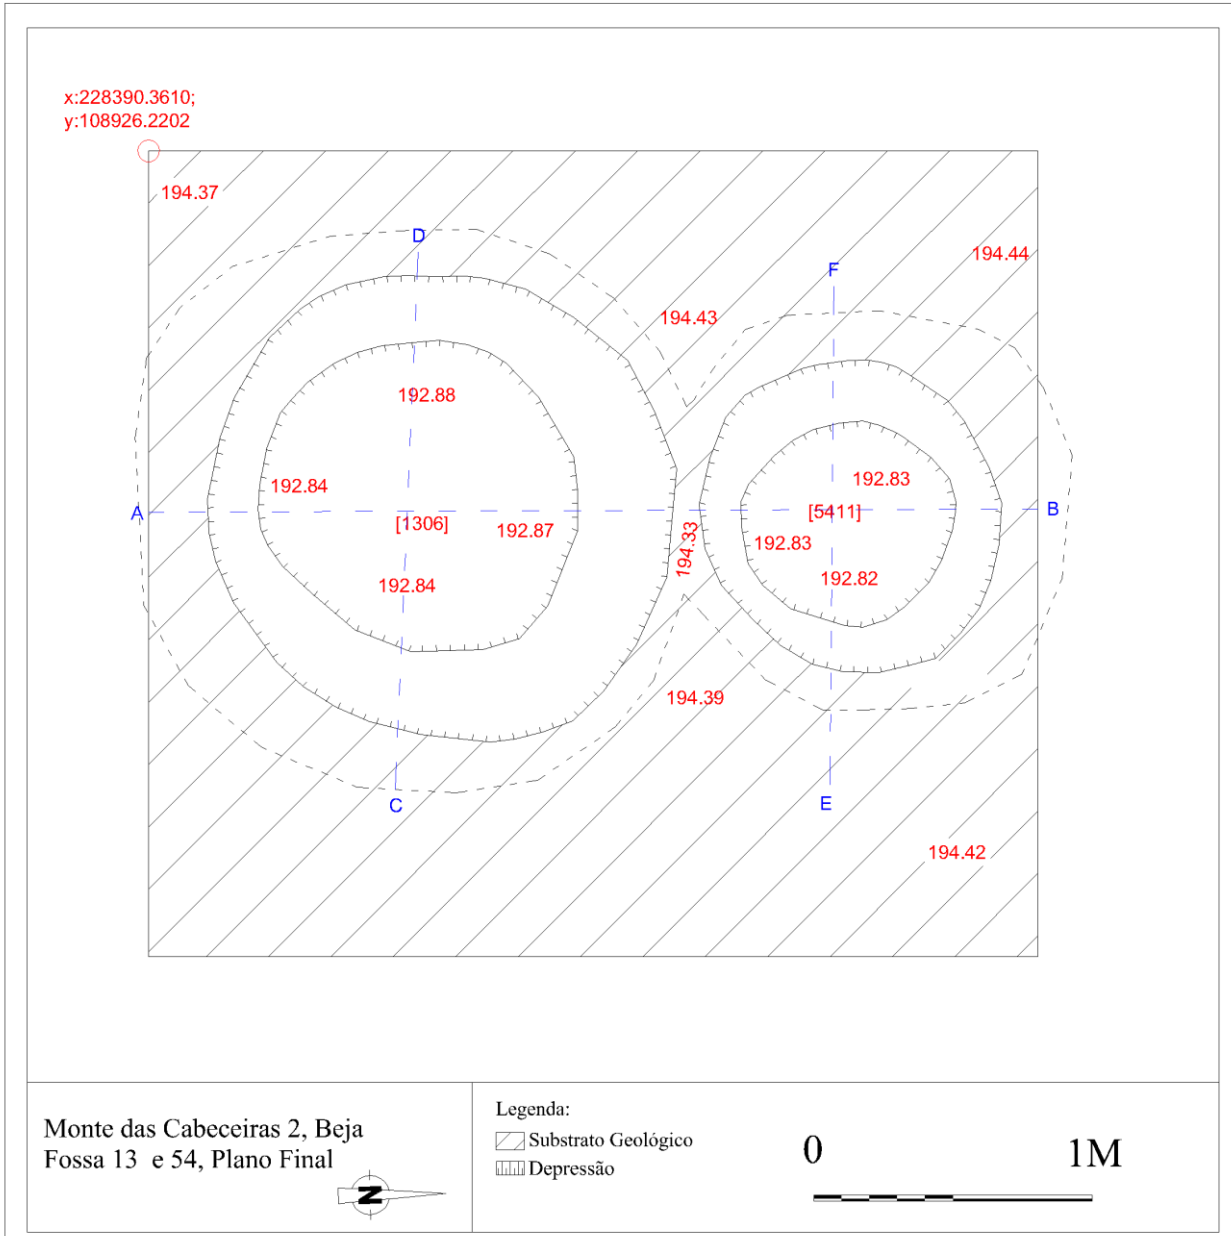 x:228390.3610;
y:108926.2202
194.37
D
194.44
F
194.43
192.88
192.83
192.84
A
[1306]
192.87
[5411]
B
194.33
192.83
192.84
192.82
194.39
C
E
194.42
Monte das Cabeceiras 2, Beja
Fossa 13 e 54, Plano Final
N
Legenda:
Substrato Geológico
Depressão
0 1M